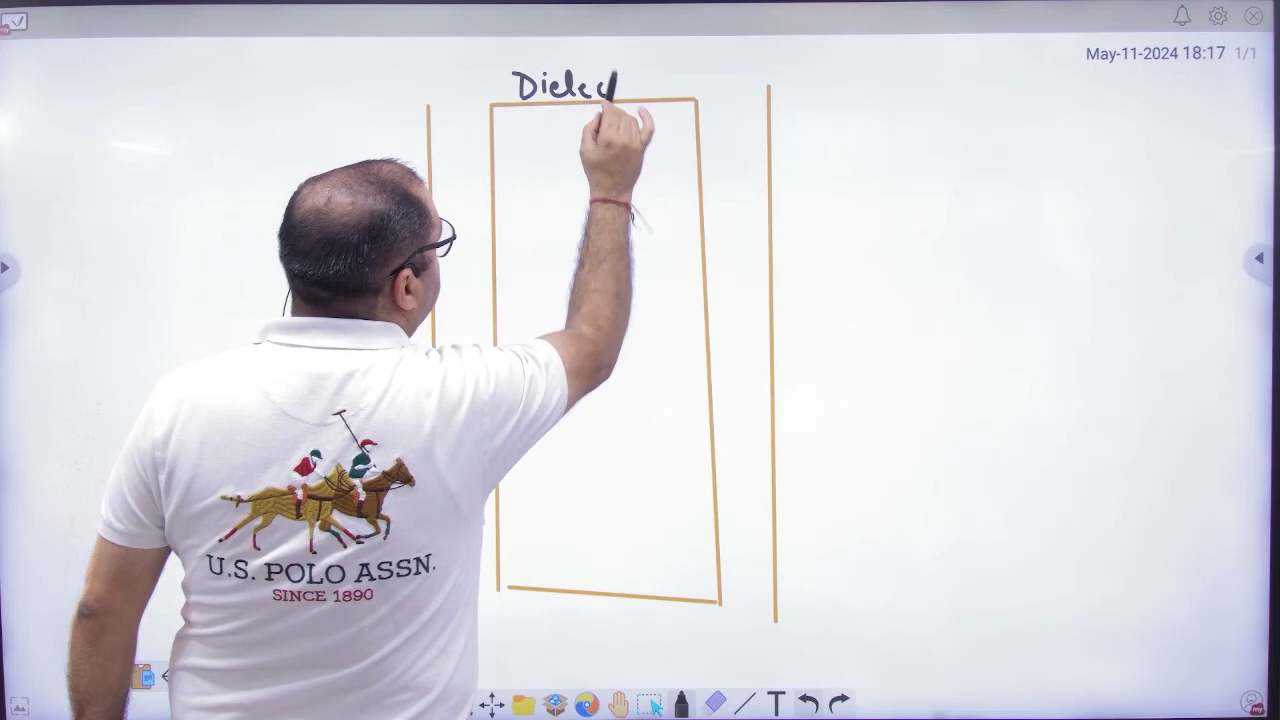 May-11-2024 18:17 1/1
Dielec
U.S. POLO ASSN.
SINCE 1890
T